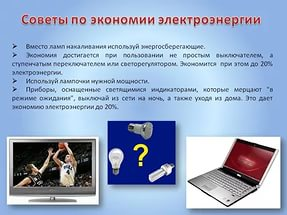 Советы по экономии электроэнергии
➢ Вместо ламп накаливания используй энергосберегающие.
➢ Экономия достигается при пользовании не простым выключателем, а
ступенчатым переключателем или светорегулятором. Экономится при этом до 20%
электроэнергии.
➢ Используй лампочки нужной мощности.
➢ Приборы, оснащенные светящимися индикаторами, которые мерцают "в
режиме ожидания", выключай из сети на ночь, а также уходя из дома. Это дает
экономию электроэнергии до 20%.
?